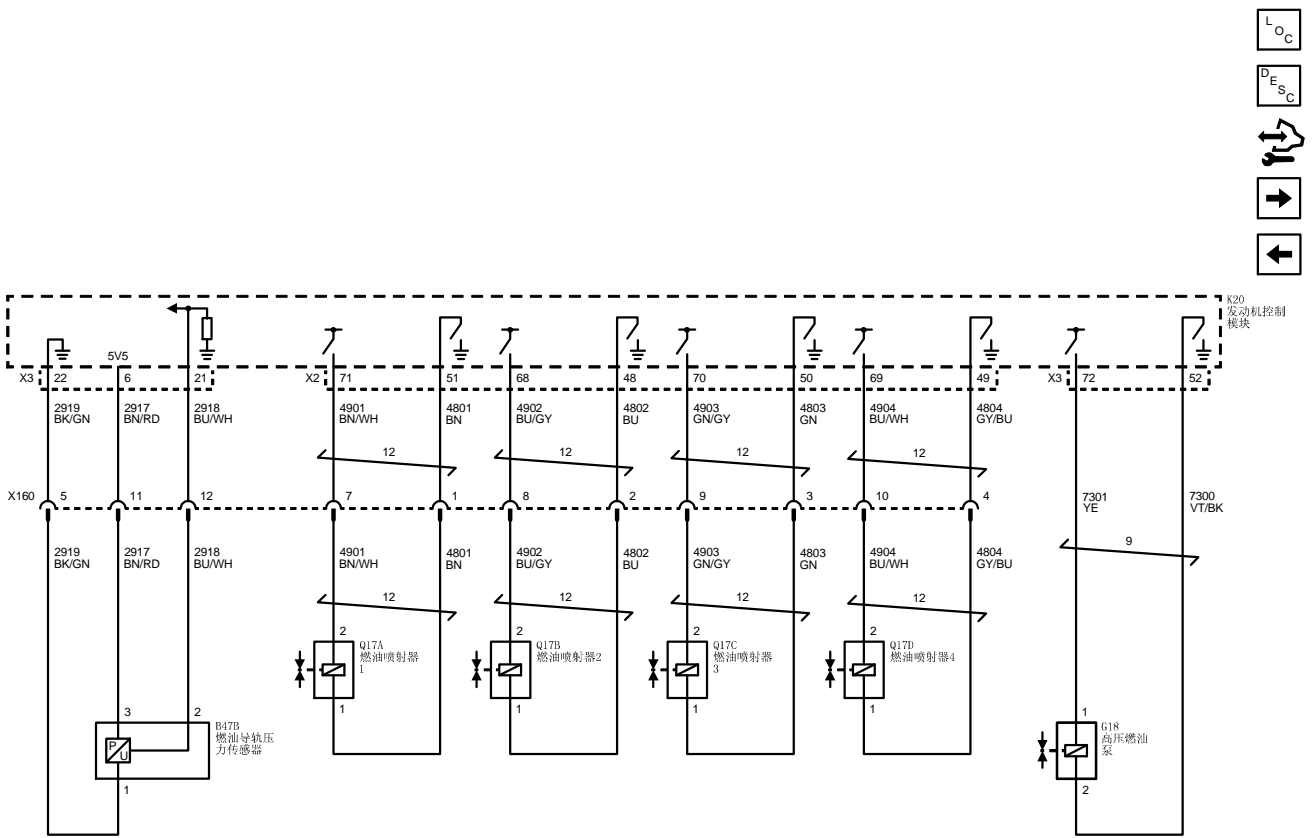 LOC
DESC
K20
发动机控制
模块
5V5
X3 22 6 21 X2 71 51 68 48 70 50 69 49 X3 72 52
2919 2917 2918 4901 4801 4902 4802 4903 4803 4904 4804
BK/GN BN/RD BU/WH BN/WH BN BU/GY BU GN/GY GN BU/WH GY/BU
12 12 12 12
X160 5 11 12 7 1 8 2 9 3 10 4
7301 7300
YE VT/BK
9
2919 2917 2918 4901 4801 4902 4802 4903 4803 4904 4804
BK/GN BN/RD BU/WH BN/WH BN BU/GY BU GN/GY GN BU/WH GY/BU
12 12 12 12
2 2 2 2
Q17A
燃油喷射器
1
Q17B
燃油喷射器2
Q17C
燃油喷射器
3
Q17D
燃油喷射器4
1 1 1 1
3 2
B47B
燃油导轨压
力传感器
P
U
1
1
G18
高压燃油
泵
2